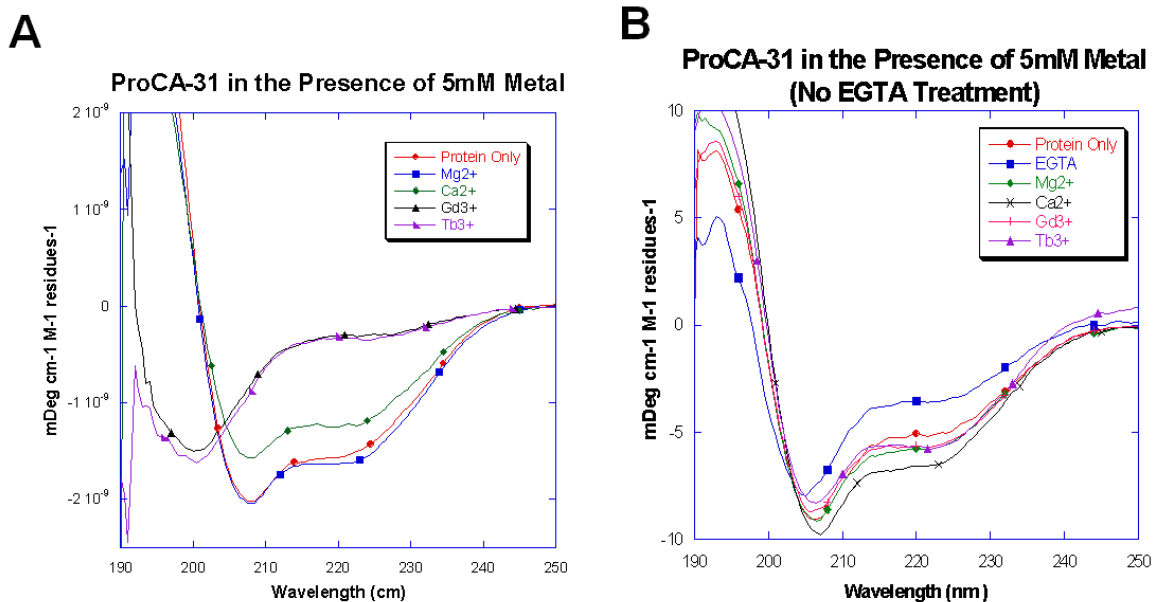 A
ProCA-31 in the Presence of 5mM Metal
2 10⁻⁹
1 10⁻⁹
0
-1 10⁻⁹
-2 10⁻⁹
mDeg cm-1 M-1 residues-1
Protein Only
Mg2+
Ca2+
Gd3+
Tb3+
190 200 210 220 230 240 250
Wavelength (cm)
B
ProCA-31 in the Presence of 5mM Metal
(No EGTA Treatment)
10
5
0
-5
-10
mDeg cm-1 M-1 residues-1
Protein Only
EGTA
Mg2+
Ca2+
Gd3+
Tb3+
190 200 210 220 230 240 250
Wavelength (nm)